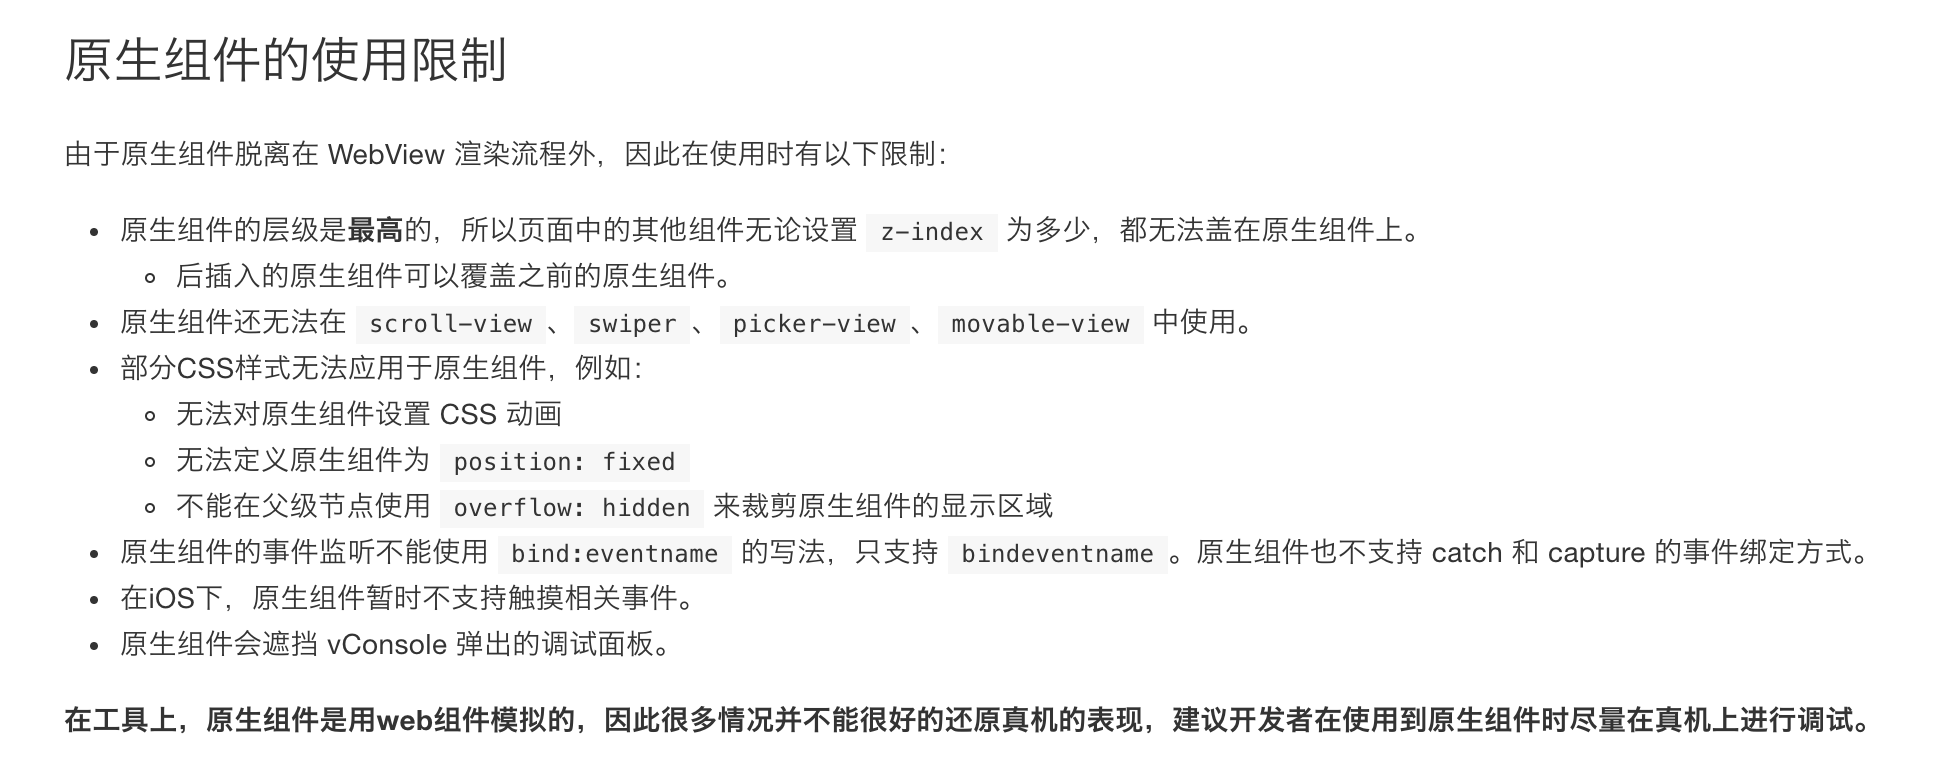 原生组件的使用限制
由于原生组件脱离在 WebView 渲染流程外，因此在使用时有以下限制：
• 原生组件的层级是最高的，所以页面中的其他组件无论设置 z-index 为多少，都无法盖在原生组件上。
◦ 后插入的原生组件可以覆盖之前的原生组件。
• 原生组件还无法在 scroll-view 、 swiper 、 picker-view 、 movable-view 中使用。
• 部分CSS样式无法应用于原生组件，例如：
◦ 无法对原生组件设置 CSS 动画
◦ 无法定义原生组件为 position: fixed
◦ 不能在父级节点使用 overflow: hidden 来裁剪原生组件的显示区域
• 原生组件的事件监听不能使用 bind:eventname 的写法，只支持 bindeventname 。原生组件也不支持 catch 和 capture 的事件绑定方式。
• 在iOS下，原生组件暂时不支持触摸相关事件。
• 原生组件会遮挡 vConsole 弹出的调试面板。
在工具上，原生组件是用web组件模拟的，因此很多情况并不能很好的还原真机的表现，建议开发者在使用到原生组件时尽量在真机上进行调试。